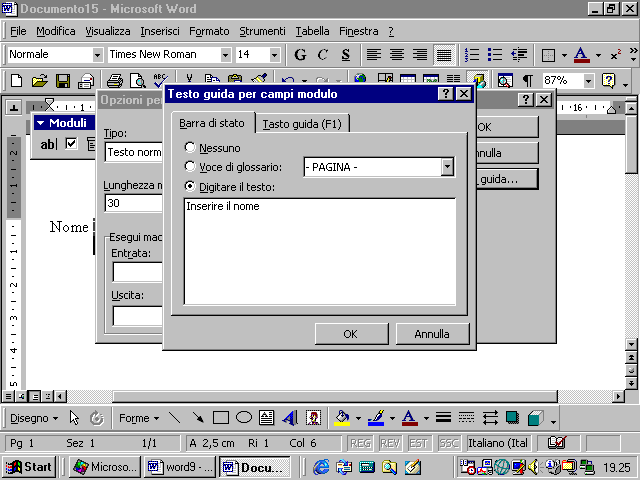 Documento15 - Microsoft Word
File Modifica Visualizza Inserisci Formato Strumenti Tabella Finestra ?
Normale Times New Roman 14 G C S
ABC 87%
Testo guida per campi modulo
Opzioni per
Moduli
ab|
Tipo:
Testo norm
Lunghezza m
30
Esegui mac
Entrata:
Uscita:
Nome
Barra di stato Tasto guida (F1)
Nessuno
Voce di glossario: - PAGINA -
Digitare il testo:
Inserire il nome
OK Annulla
OK
nnulla
guida...
Disegno Forme
Pg 1 Sez 1 1/1 A 2,5 cm Ri 1 Col 6 REG REV EST SSC Italiano (Ital
Start Microso... word9 - ... Docu... 19.25